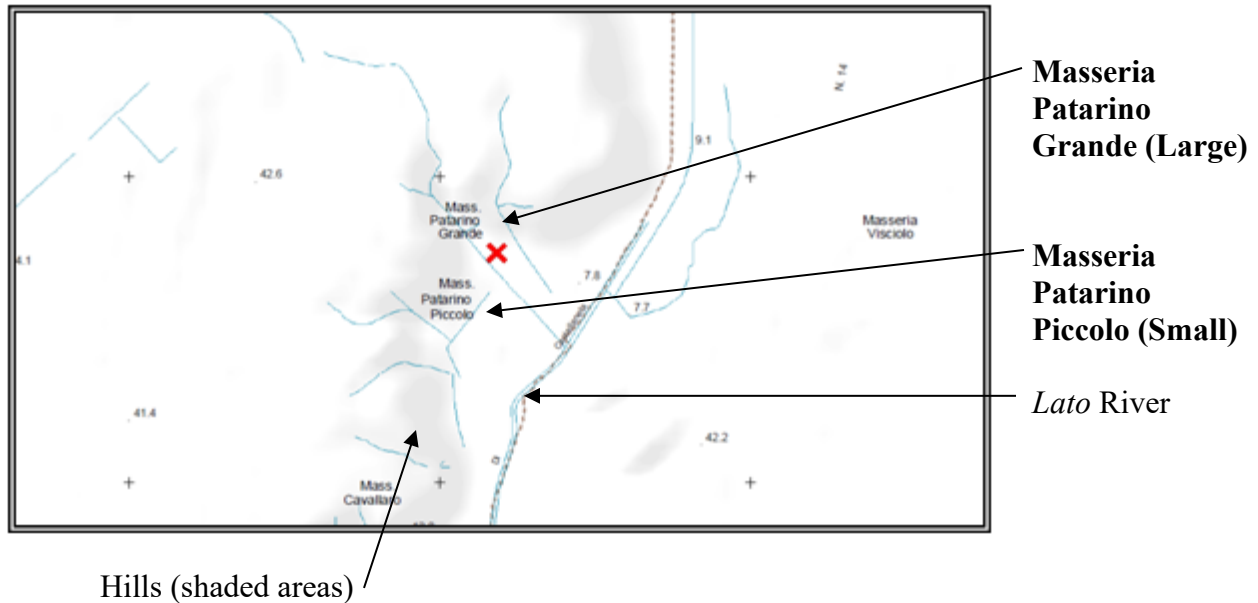 Masseria
Patarino
Grande (Large)
N. 14
9.1
42.6
Mass.
Patarino
Grande
Masseria
Visciolo
4.1
Masseria
Patarino
Piccolo (Small)
7.8
Mass.
Patarino
Piccolo
7.7
Lato River
41.4
42.2
Mass.
Cavallaro
Hills (shaded areas)